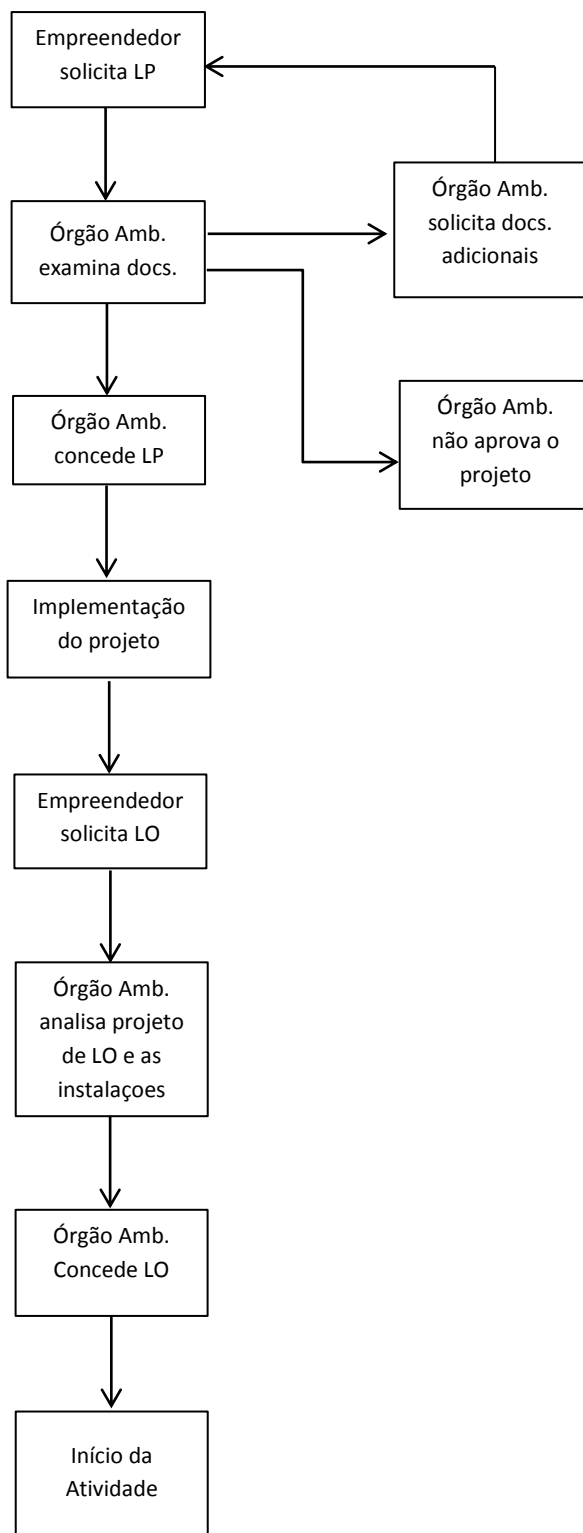 Empreendedor
solicita LP
Órgão Amb.
solicita docs.
adicionais
Órgão Amb.
examina docs.
Órgão Amb.
não aprova o
projeto
Órgão Amb.
concede LP
Implementação
do projeto
Empreendedor
solicita LO
Órgão Amb.
analisa projeto
de LO e as
instalaçoes
Órgão Amb.
Concede LO
Início da
Atividade